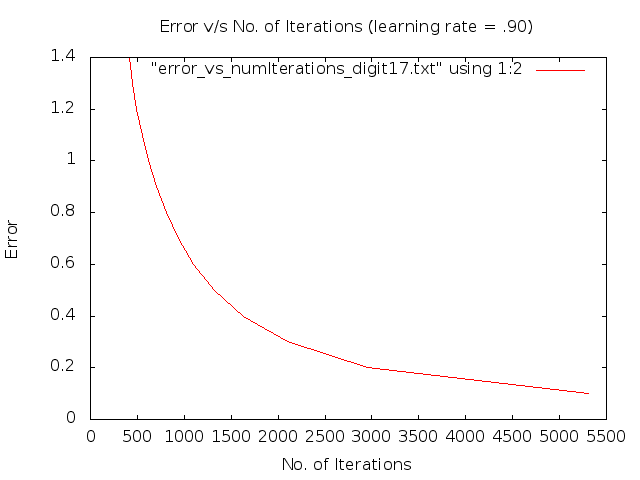 Error v/s No. of Iterations (learning rate = .90)
"error_vs_numIterations_digit17.txt" using 1:2
1.4
1.2
1
0.8
0.6
0.4
0.2
0
Error
0 500 1000 1500 2000 2500 3000 3500 4000 4500 5000 5500
No. of Iterations